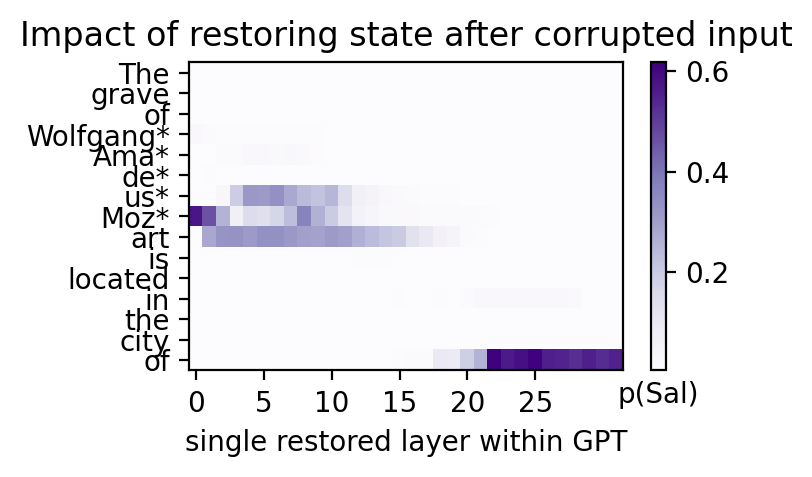 Impact of restoring state after corrupted input
The
grave
of
Wolfgang*
Ama*
de*
us*
Moz*
art
is
located
in
the
city
of
0.6
0.4
0.2
0 5 10 15 20 25
p(Sal)
single restored layer within GPT